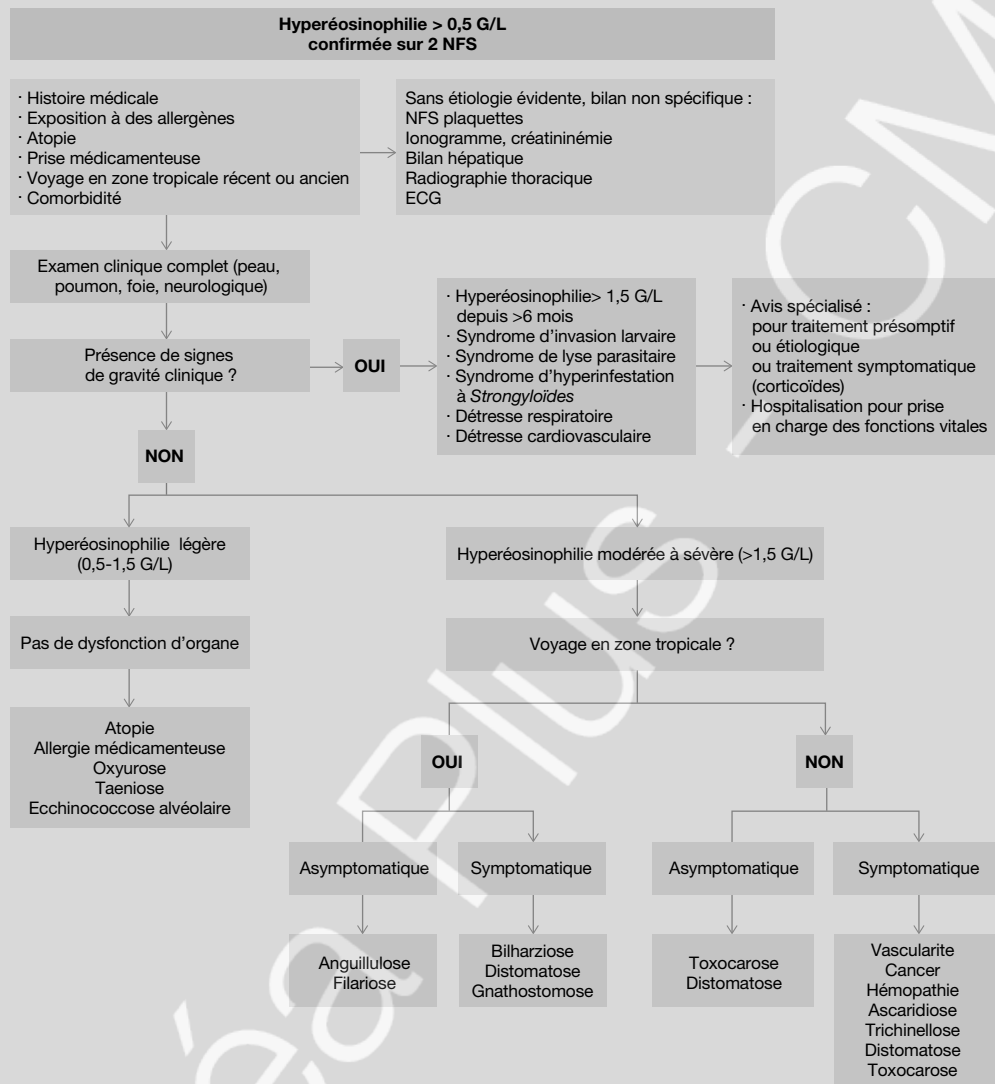 Hyperéosinophilie > 0,5 G/L
confirmée sur 2 NFS
· Histoire médicale
· Exposition à des allergènes
· Atopie
· Prise médicamenteuse
· Voyage en zone tropicale récent ou ancien
· Comorbidité
Sans étiologie évidente, bilan non spécifique :
NFS plaquettes
Ionogramme, créatininémie
Bilan hépatique
Radiographie thoracique
ECG
Examen clinique complet (peau,
poumon, foie, neurologique)
Présence de signes
de gravité clinique ?
OUI
· Hyperéosinophilie> 1,5 G/L
depuis >6 mois
· Syndrome d'invasion larvaire
· Syndrome de lyse parasitaire
· Syndrome d'hyperinfestation
à Strongyloïdes
· Détresse respiratoire
· Détresse cardiovasculaire
· Avis spécialisé :
pour traitement présomptif
ou étiologique
ou traitement symptomatique
(corticoïdes)
· Hospitalisation pour prise
en charge des fonctions vitales
NON
Hyperéosinophilie légère
(0,5-1,5 G/L)
Pas de dysfonction d'organe
Atopie
Allergie médicamenteuse
Oxyurose
Taeniose
Ecchinococcose alvéolaire
Hyperéosinophilie modérée à sévère (>1,5 G/L)
Voyage en zone tropicale ?
OUI
NON
Asymptomatique
Symptomatique
Asymptomatique
Symptomatique
Anguillulose
Filariose
Bilharziose
Distomatose
Gnathostomose
Toxocarose
Distomatose
Vascularite
Cancer
Hémopathie
Ascaridiose
Trichinellose
Distomatose
Toxocarose
éa Plus - CM